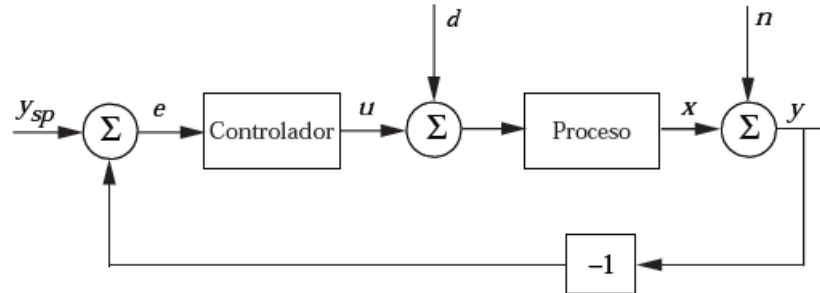 d
n
y_sp
e
u
x
y
Σ
Controlador
Σ
Proceso
Σ
−1